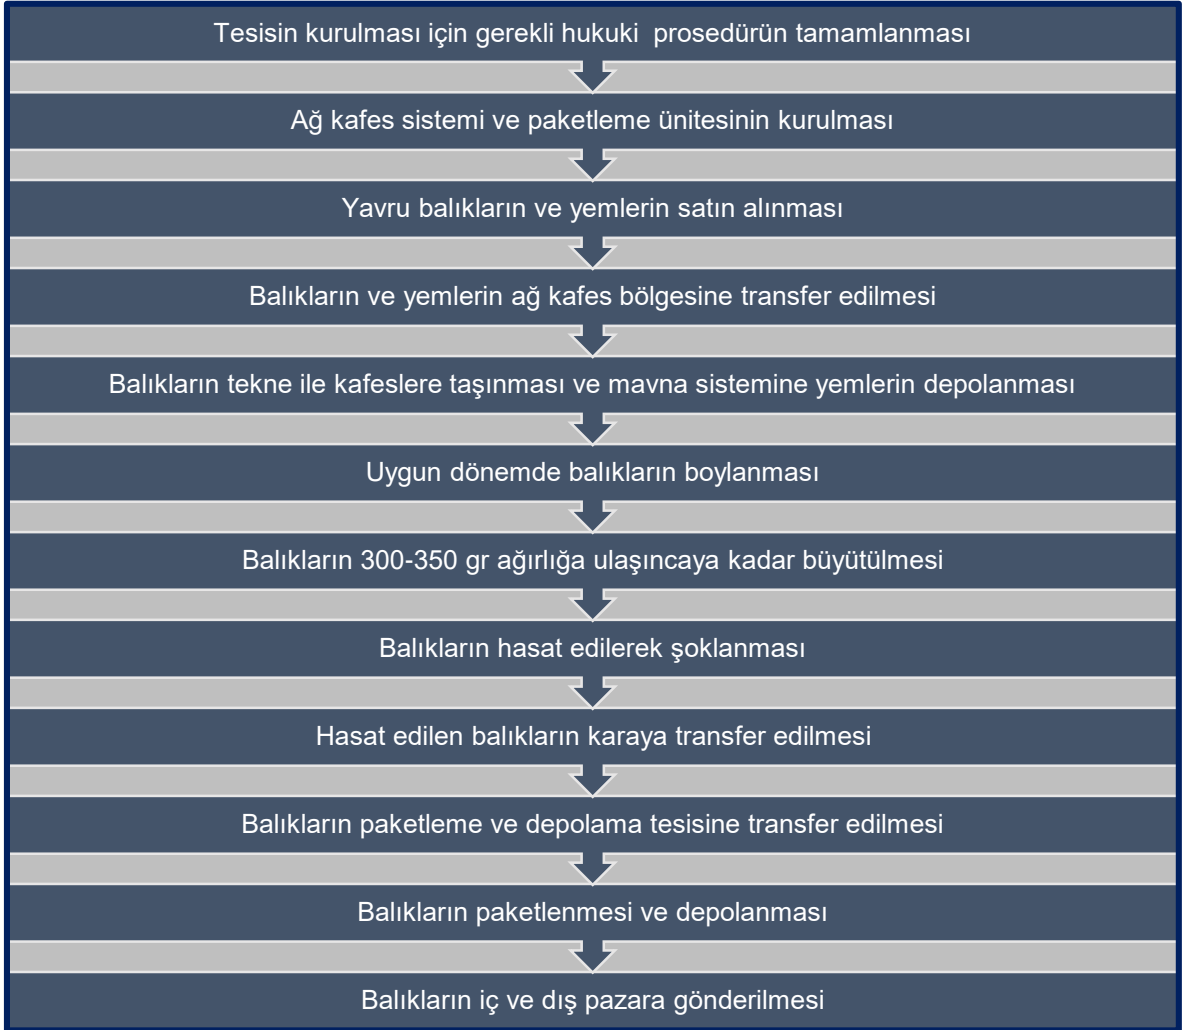 Tesisin kurulması için gerekli hukuki  prosedürün tamamlanması
Ağ kafes sistemi ve paketleme ünitesinin kurulması
Yavru balıkların ve yemlerin satın alınması
Balıkların ve yemlerin ağ kafes bölgesine transfer edilmesi
Balıkların tekne ile kafeslere taşınması ve mavna sistemine yemlerin depolanması
Uygun dönemde balıkların boylanması
Balıkların 300-350 gr ağırlığa ulaşıncaya kadar büyütülmesi
Balıkların hasat edilerek şoklanması
Hasat edilen balıkların karaya transfer edilmesi
Balıkların paketleme ve depolama tesisine transfer edilmesi
Balıkların paketlenmesi ve depolanması
Balıkların iç ve dış pazara gönderilmesi